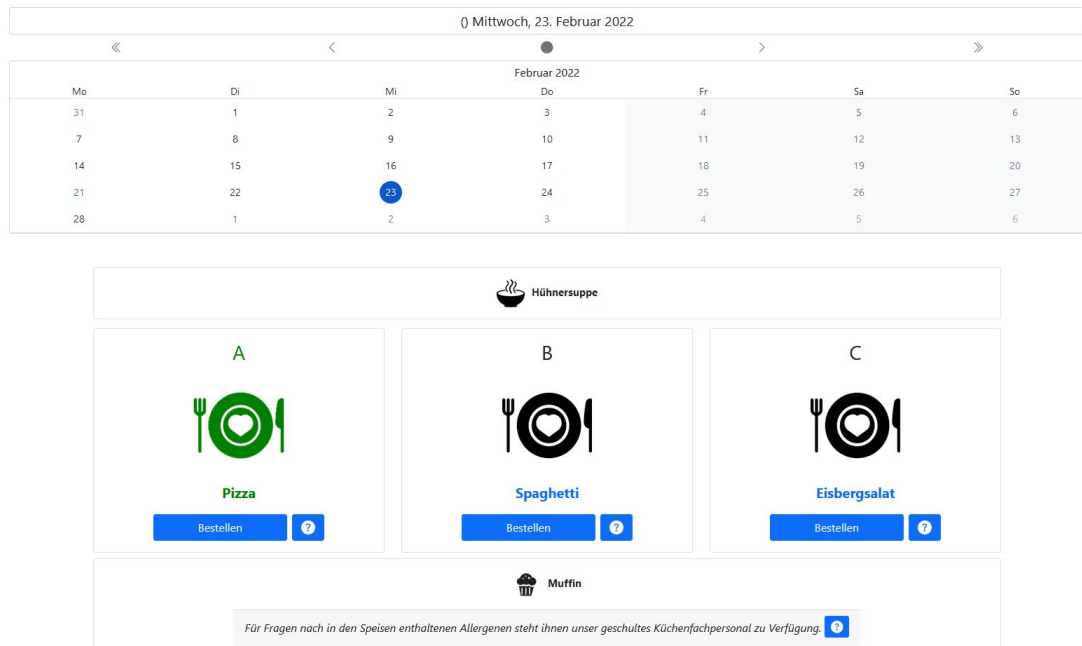 () Mittwoch, 23. Februar 2022
Februar 2022
Mo Di Mi Do Fr Sa So
31 1 2 3 4 5 6
7 8 9 10 11 12 13
14 15 16 17 18 19 20
21 22 23 24 25 26 27
28 1 2 3 4 5 6
Hühnersuppe
A B C
Pizza Spaghetti Eisbergsalat
Bestellen ? Bestellen ? Bestellen ?
Muffin
Für Fragen nach in den Speisen enthaltenen Allergenen steht ihnen unser geschultes Küchenfachpersonal zu Verfügung. ?